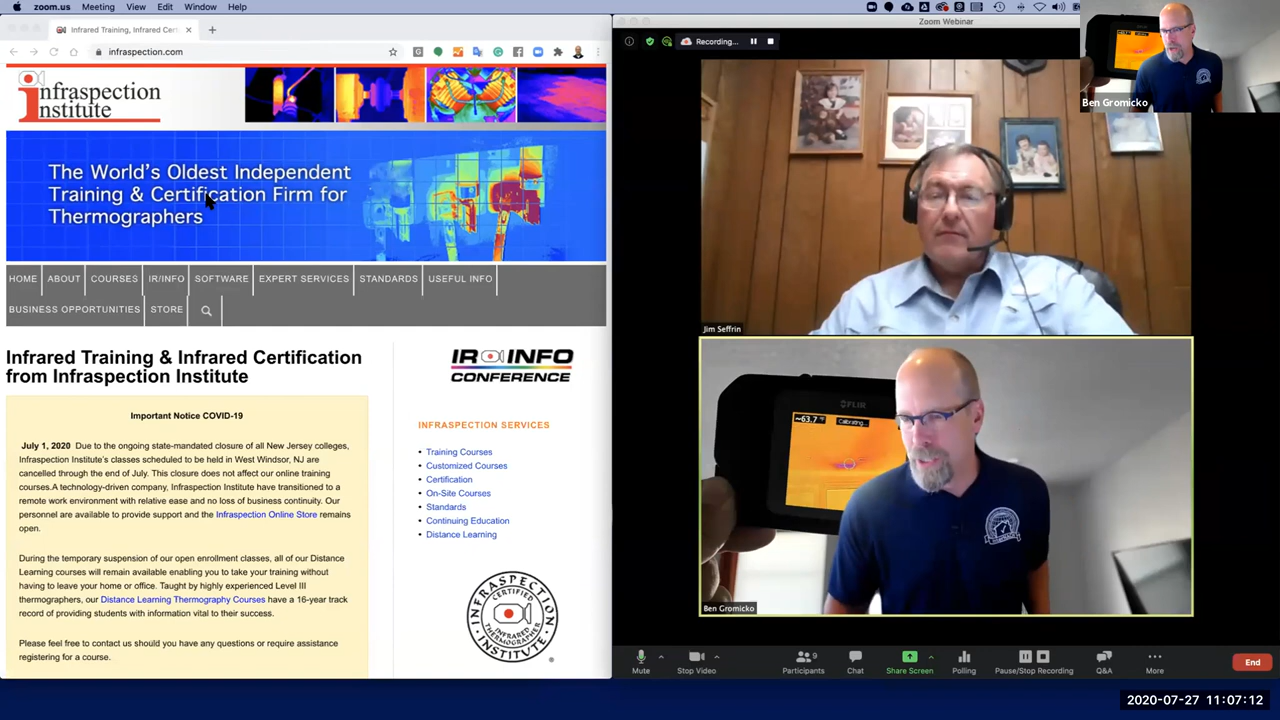 zoom.us Meeting View Edit Window Help
Infrared Training, Infrared Cert
infraspection.com
Infraspection
Institute
The World's Oldest Independent
Training & Certification Firm for
Thermographers
HOME ABOUT COURSES IR/INFO SOFTWARE EXPERT SERVICES STANDARDS USEFUL INFO
BUSINESS OPPORTUNITIES STORE
Infrared Training & Infrared Certification
from Infraspection Institute
Important Notice COVID-19
July 1, 2020 Due to the ongoing state-mandated closure of all New Jersey colleges,
Infraspection Institute's classes scheduled to be held in West Windsor, NJ are
cancelled through the end of July. This closure does not affect our online training
courses.A technology-driven company, Infraspection Institute have transitioned to a
remote work environment with relative ease and no loss of business continuity. Our
personnel are available to provide support and the Infraspection Online Store remains
open.
During the temporary suspension of our open enrollment classes, all of our Distance
Learning courses will remain available enabling you to take your training without
having to leave your home or office. Taught by highly experienced Level III
thermographers, our Distance Learning Thermography Courses have a 16-year track
record of providing students with information vital to their success.
Please feel free to contact us should you have any questions or require assistance
registering for a course.
IR INFO
CONFERENCE
INFRASPECTION SERVICES
• Training Courses
• Customized Courses
• Certification
• On-Site Courses
• Standards
• Continuing Education
• Distance Learning
INFRASPECTION INSTITUTE
CERTIFIED
INFRARED THERMOGRAPHER
®
Zoom Webinar
Recording...
Jim Seffrin
FLIR
~63.7 °F
Calibrating...
Ben Gromicko
Ben Gromicko
Mute Stop Video Participants 9 Chat Share Screen Polling Pause/Stop Recording Q&A More End
2020-07-27 11:07:12